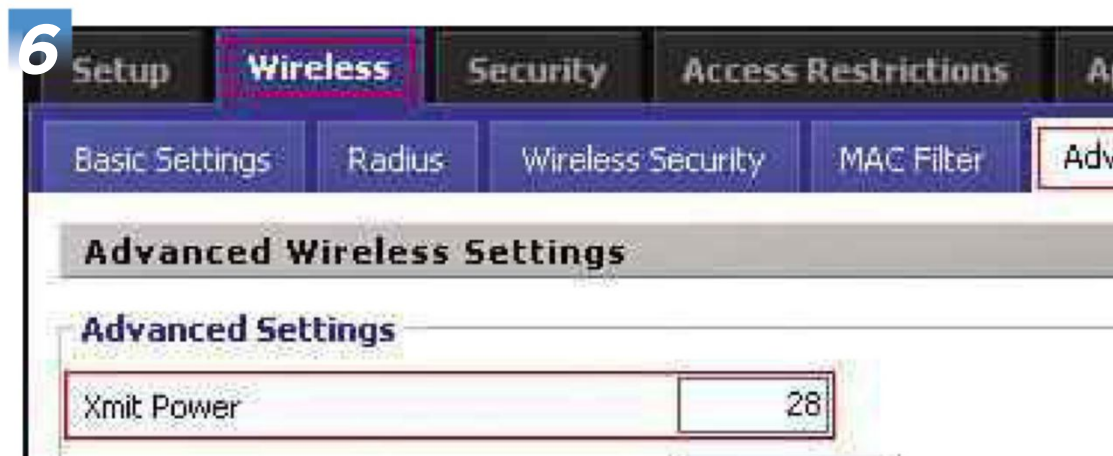 6
Setup Wireless Security Access Restrictions A
Basic Settings Radius Wireless Security MAC Filter Adv
Advanced Wireless Settings
Advanced Settings
Xmit Power 28